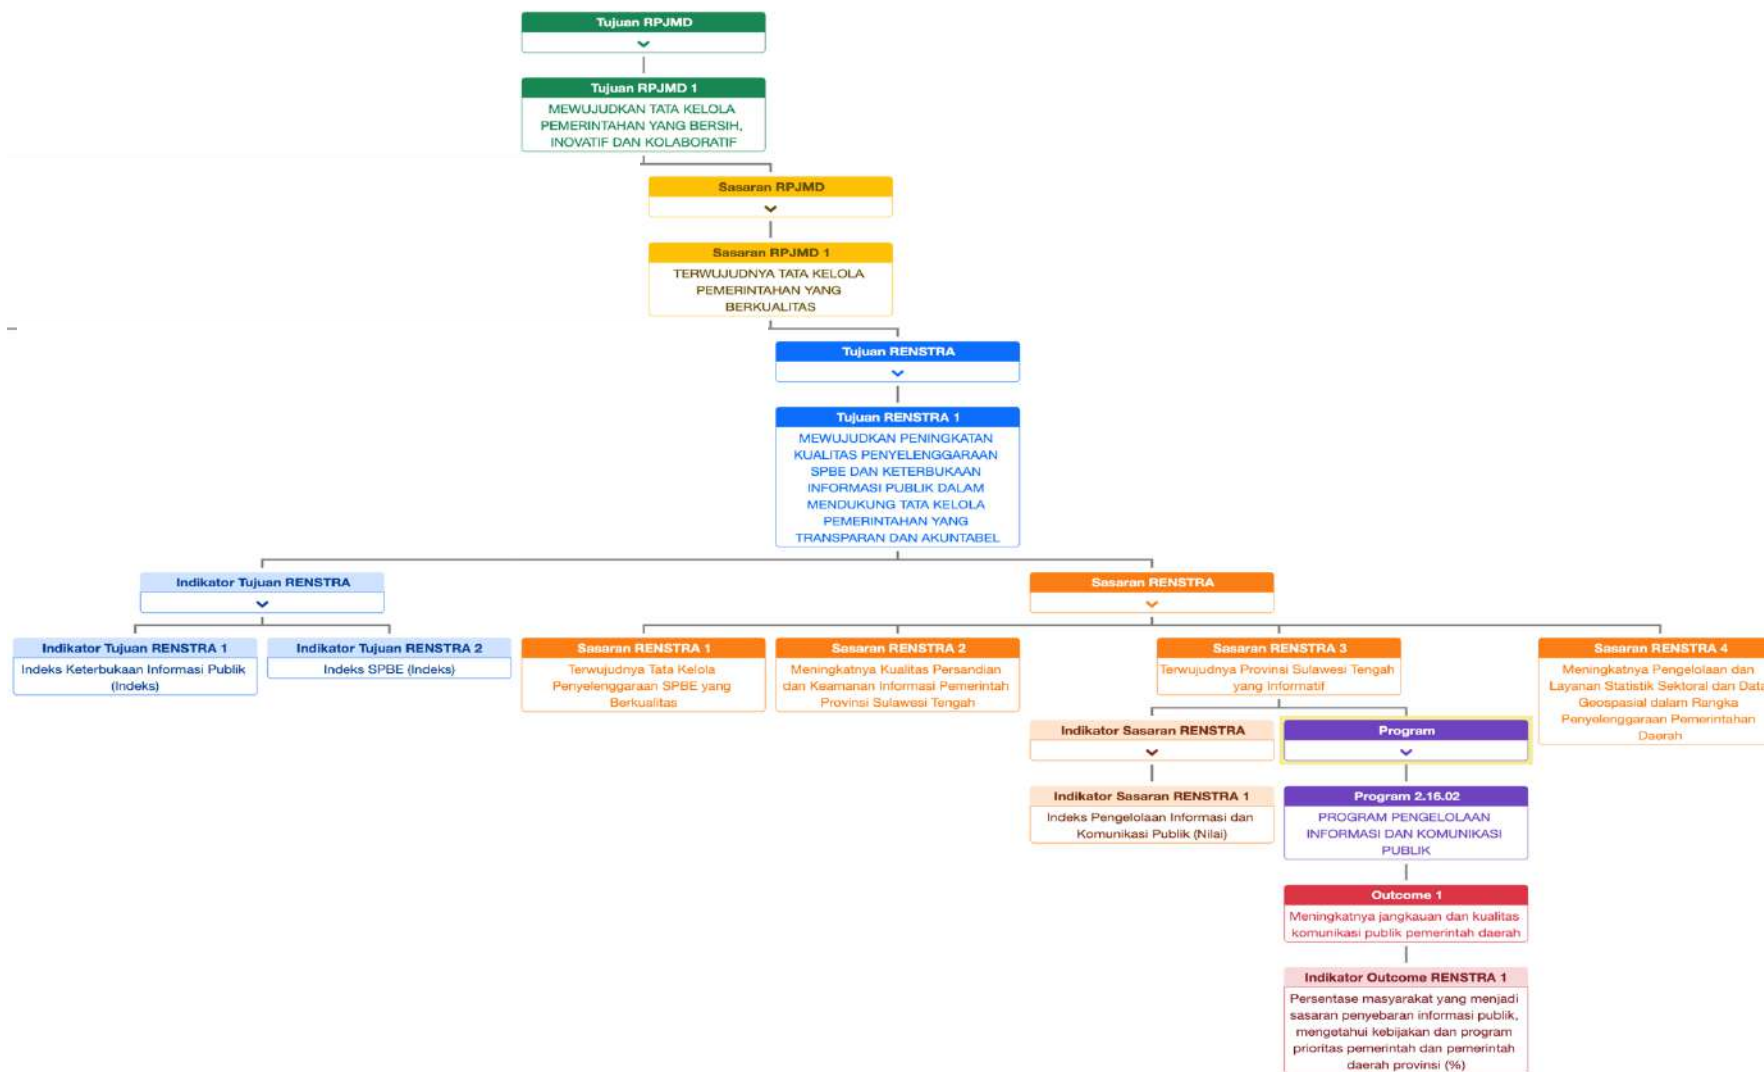 Tujuan RPJMD
Tujuan RPJMD 1
MEWUJUDKAN TATA KELOLA
PEMERINTAHAN YANG BERSIH,
INOVATIF DAN KOLABORATIF
Sasaran RPJMD
Sasaran RPJMD 1
TERWUJUDNYA TATA KELOLA
PEMERINTAHAN YANG
BERKUALITAS
Tujuan RENSTRA
Tujuan RENSTRA 1
MEWUJUDKAN PENINGKATAN
KUALITAS PENYELENGGARAAN
SPBE DAN KETERBUKAAN
INFORMASI PUBLIK DALAM
MENDUKUNG TATA KELOLA
PEMERINTAHAN YANG
TRANSPARAN DAN AKUNTABEL
Indikator Tujuan RENSTRA
Indikator Tujuan RENSTRA 1
Indeks Keterbukaan Informasi Publik
(Indeks)
Indikator Tujuan RENSTRA 2
Indeks SPBE (Indeks)
Sasaran RENSTRA
Sasaran RENSTRA 1
Terwujudnya Tata Kelola
Penyelenggaraan SPBE yang
Berkualitas
Sasaran RENSTRA 2
Meningkatnya Kualitas Persandian
dan Keamanan Informasi Pemerintah
Provinsi Sulawesi Tengah
Sasaran RENSTRA 3
Terwujudnya Provinsi Sulawesi Tengah
yang Informatif
Sasaran RENSTRA 4
Meningkatnya Pengelolaan dan
Layanan Statistik Sektoral dan Data
Geospasial dalam Rangka
Penyelenggaraan Pemerintahan
Daerah
Indikator Sasaran RENSTRA
Indikator Sasaran RENSTRA 1
Indeks Pengelolaan Informasi dan
Komunikasi Publik (Nilai)
Program
Program 2.16.02
PROGRAM PENGELOLAAN
INFORMASI DAN KOMUNIKASI
PUBLIK
Outcome 1
Meningkatnya jangkauan dan kualitas
komunikasi publik pemerintah daerah
Indikator Outcome RENSTRA 1
Persentase masyarakat yang menjadi
sasaran penyebaran informasi publik,
mengetahui kebijakan dan program
prioritas pemerintah dan pemerintah
daerah provinsi (%)